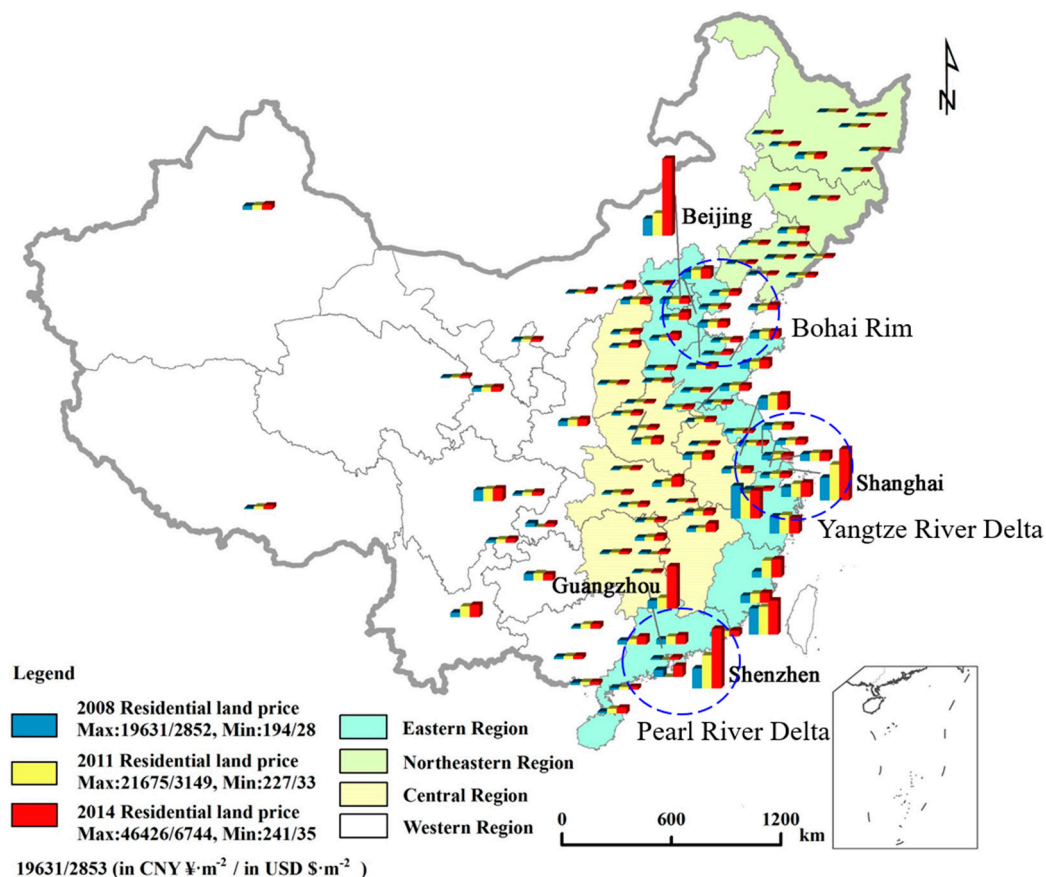 N
Beijing
Bohai Rim
Shanghai
Yangtze River Delta
Guangzhou
Shenzhen
Pearl River Delta
Legend
2008 Residential land price
Max:19631/2852, Min:194/28
2011 Residential land price
Max:21675/3149, Min:227/33
2014 Residential land price
Max:46426/6744, Min:241/35
19631/2853 (in CNY ¥·m⁻² / in USD $·m⁻² )
Eastern Region
Northeastern Region
Central Region
Western Region
0 600 1200
km